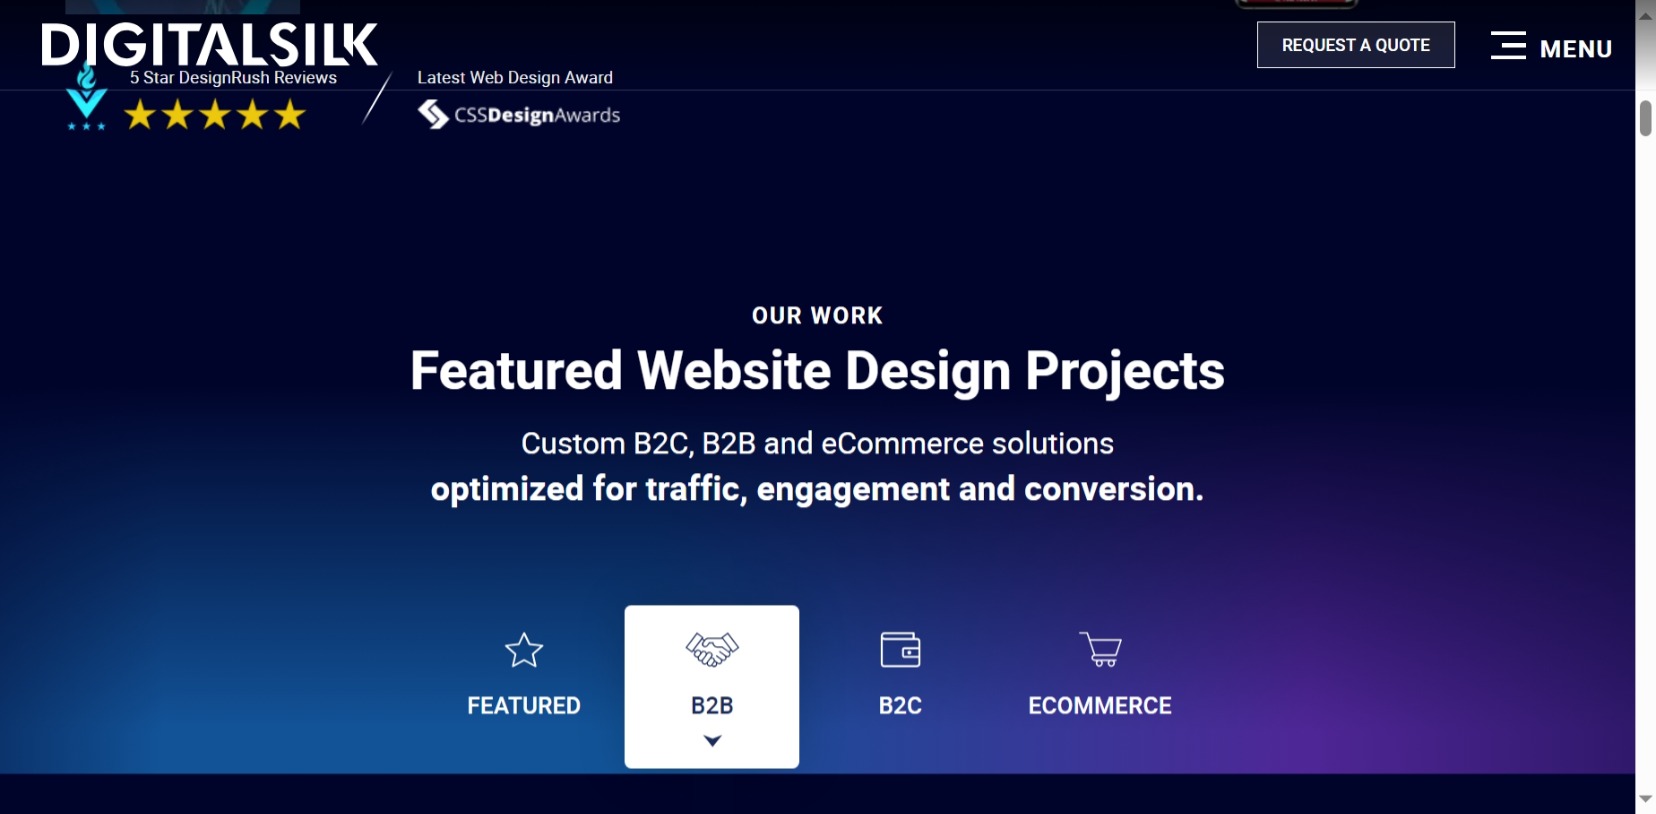 DIGITALSILK
REQUEST A QUOTE
MENU
5 Star DesignRush Reviews
Latest Web Design Award
CSSDesignAwards
OUR WORK
Featured Website Design Projects
Custom B2C, B2B and eCommerce solutions
optimized for traffic, engagement and conversion.
FEATURED
B2B
B2C
ECOMMERCE